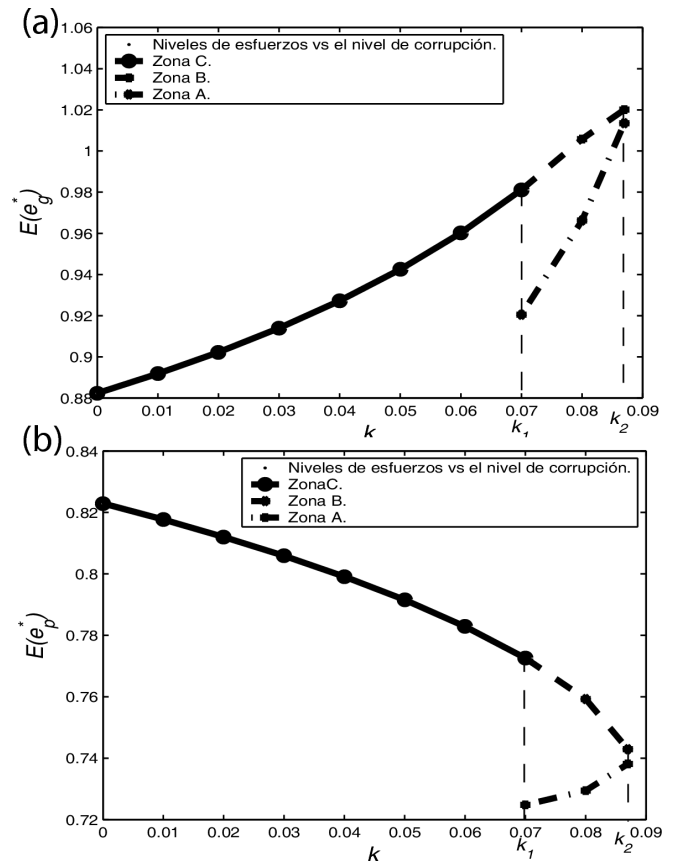 (a)
1.06
1.04
1.02
1
0.98
0.96
0.94
0.92
0.9
0.88
E(e*g)
Niveles de esfuerzos vs el nivel de corrupción.
Zona C.
Zona B.
Zona A.
0 0.01 0.02 0.03 0.04 0.05 0.06 0.07 0.08 0.09
k k1 k2
(b)
0.84
0.82
0.8
0.78
0.76
0.74
0.72
E(e*p)
Niveles de esfuerzos vs el nivel de corrupción.
ZonaC.
Zona B.
Zona A.
0 0.01 0.02 0.03 0.04 0.05 0.06 0.07 0.08 0.09
k k1 k2